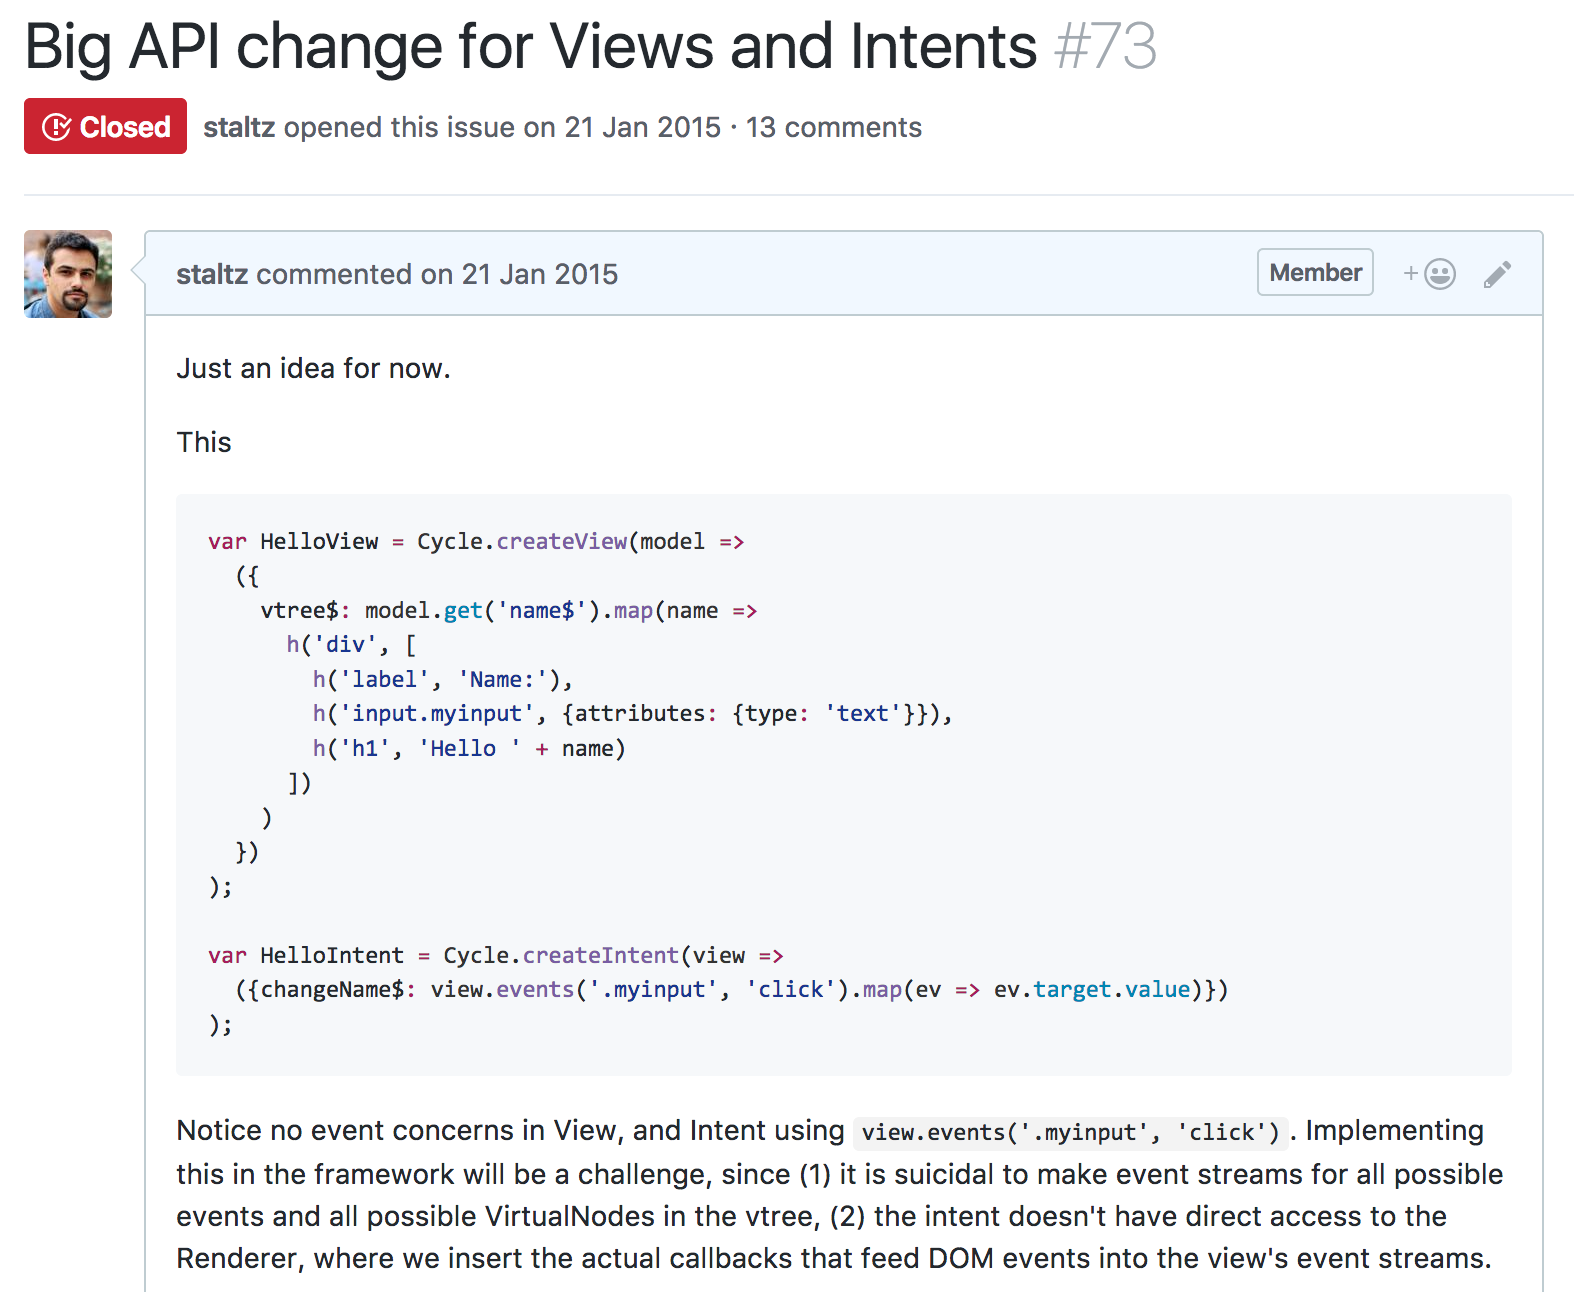 Big API change for Views and Intents #73
Closed staltz opened this issue on 21 Jan 2015 · 13 comments
staltz commented on 21 Jan 2015 Member +
Just an idea for now.
This
var HelloView = Cycle.createView(model =>
  ({
    vtree$: model.get('name$').map(name =>
      h('div', [
        h('label', 'Name:'),
        h('input.myinput', {attributes: {type: 'text'}}),
        h('h1', 'Hello ' + name)
      ])
    )
  })
);
var HelloIntent = Cycle.createIntent(view =>
  ({changeName$: view.events('.myinput', 'click').map(ev => ev.target.value)})
);
Notice no event concerns in View, and Intent using view.events('.myinput', 'click') . Implementing
this in the framework will be a challenge, since (1) it is suicidal to make event streams for all possible
events and all possible VirtualNodes in the vtree, (2) the intent doesn't have direct access to the
Renderer, where we insert the actual callbacks that feed DOM events into the view's event streams.